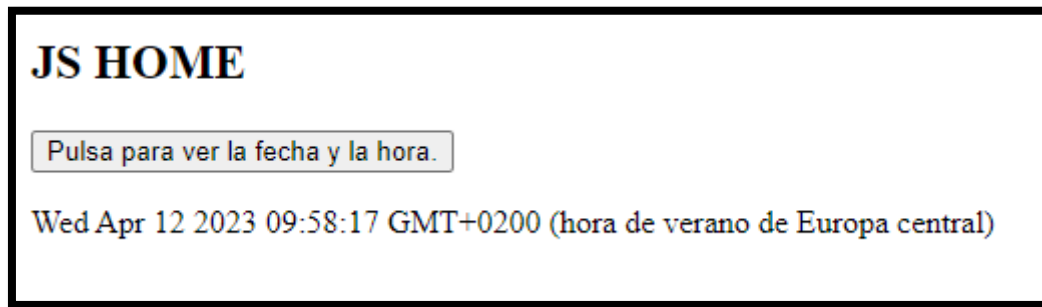 JS HOME
Pulsa para ver la fecha y la hora.
Wed Apr 12 2023 09:58:17 GMT+0200 (hora de verano de Europa central)